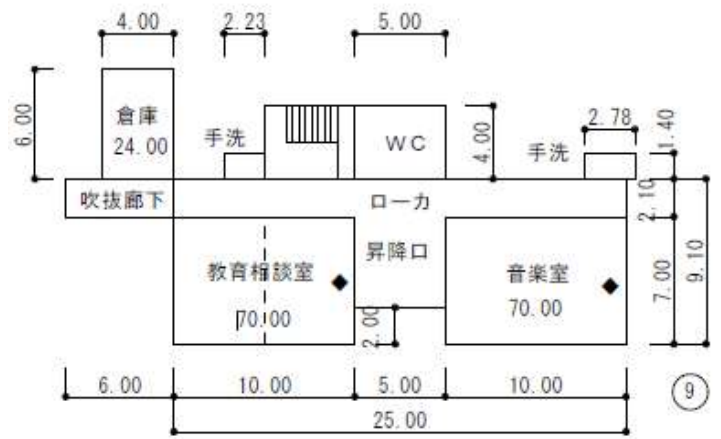 4.00
2.23
5.00
6.00
倉庫
24.00
手洗
WC
4.00
手洗
2.78
1.40
吹抜廊下
ローカ
2.10
昇降口
教育相談室
70.00
2.00
音楽室
70.00
7.00
9.10
6.00
10.00
5.00
10.00
25.00
9